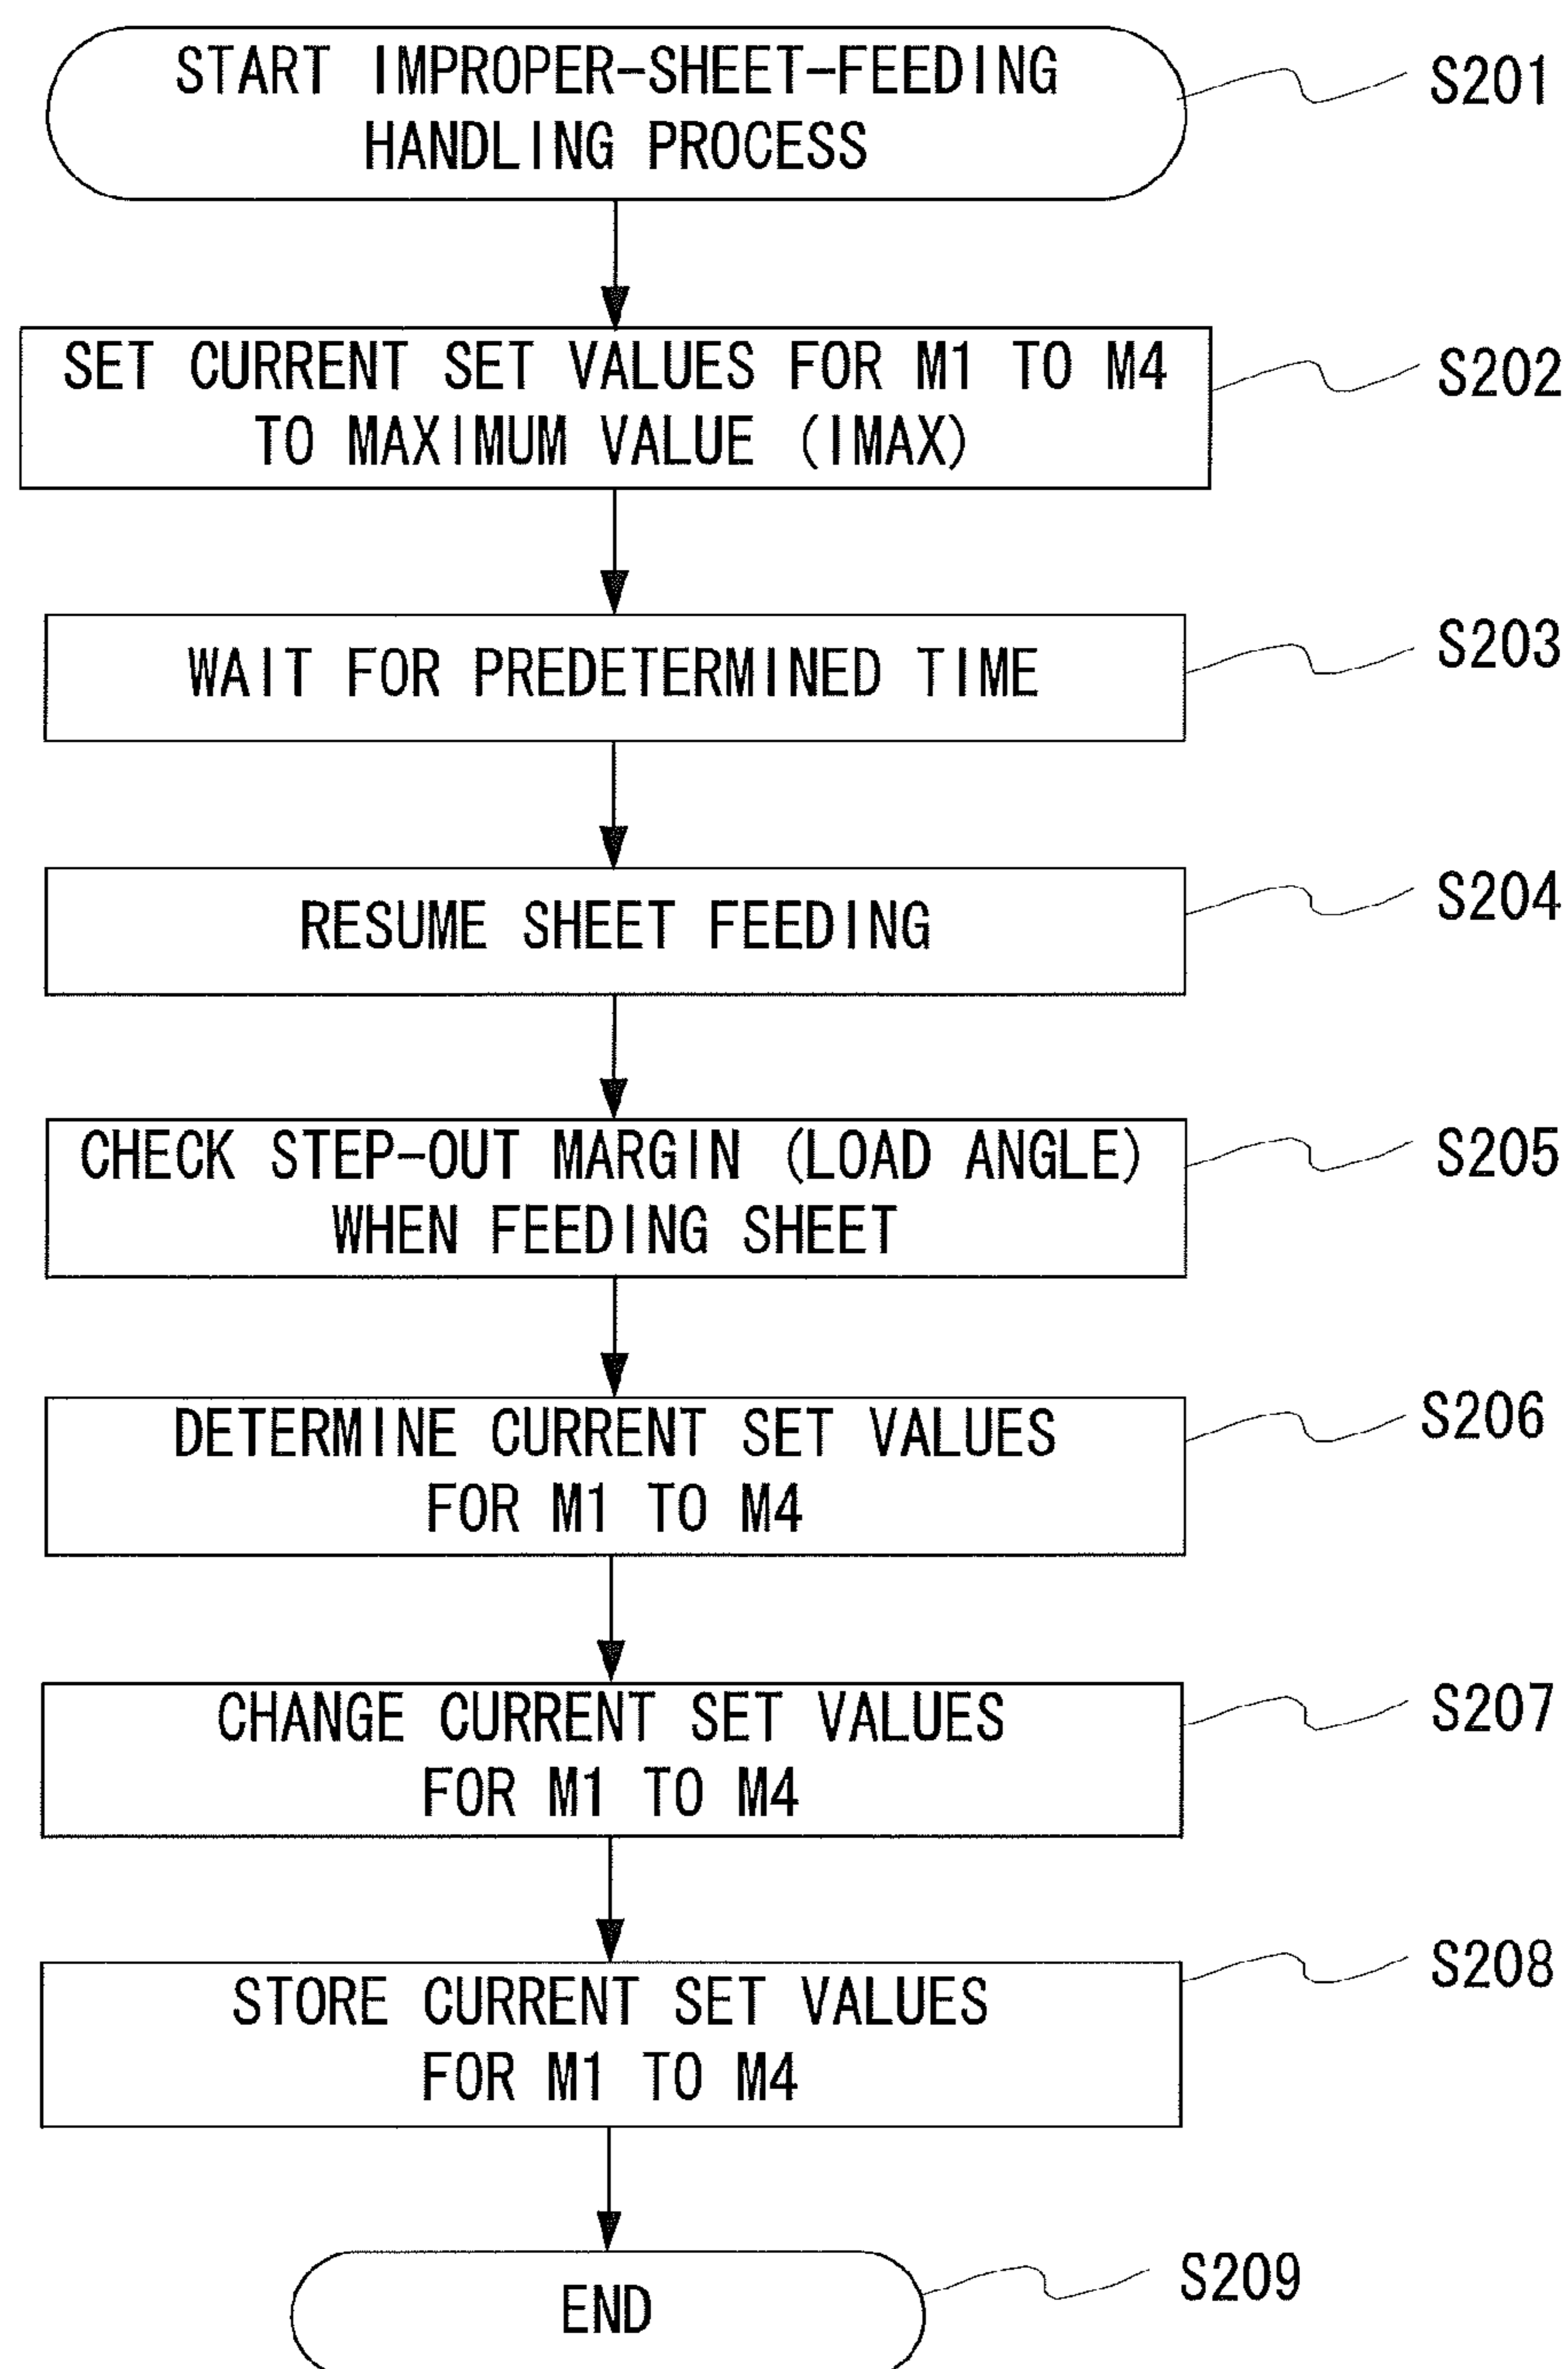 START IMPROPER-SHEET-FEEDING
HANDLING PROCESS
S201
SET CURRENT SET VALUES FOR M1 TO M4
TO MAXIMUM VALUE (IMAX)
S202
WAIT FOR PREDETERMINED TIME
S203
RESUME SHEET FEEDING
S204
CHECK STEP-OUT MARGIN (LOAD ANGLE)
WHEN FEEDING SHEET
S205
DETERMINE CURRENT SET VALUES
FOR M1 TO M4
S206
CHANGE CURRENT SET VALUES
FOR M1 TO M4
S207
STORE CURRENT SET VALUES
FOR M1 TO M4
S208
END
S209